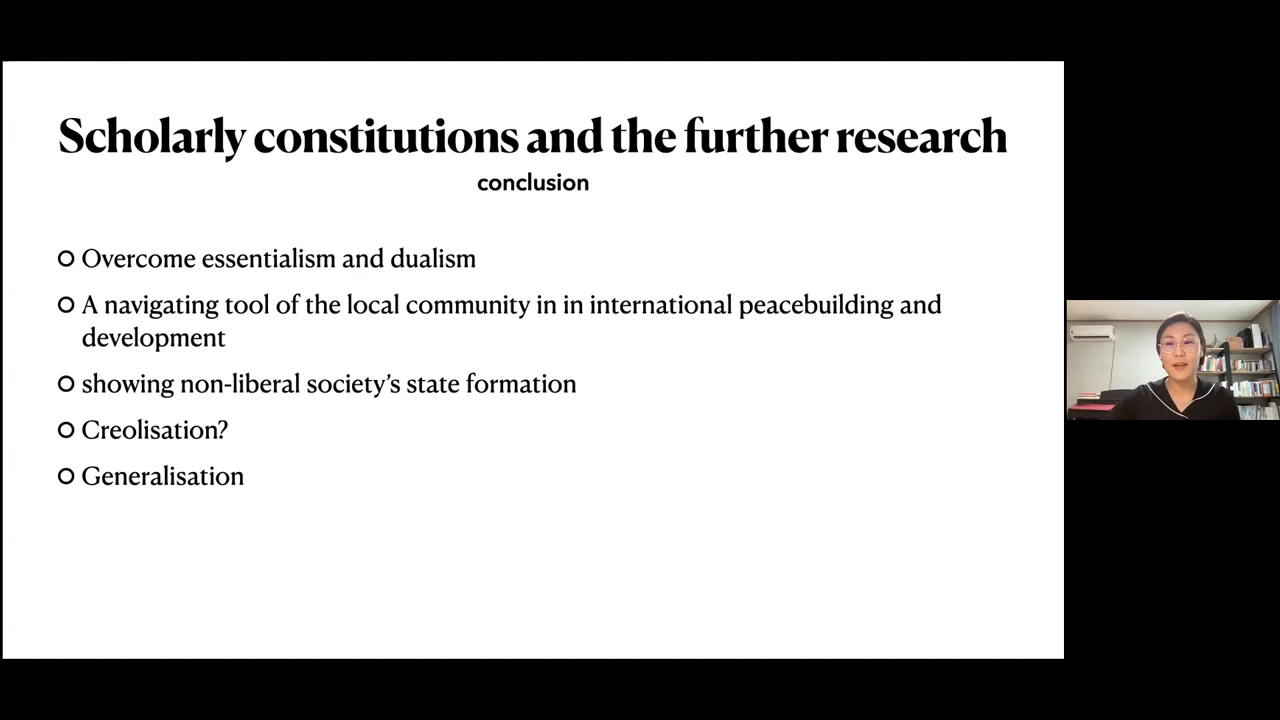 Scholarly constitutions and the further research
conclusion
Overcome essentialism and dualism
A navigating tool of the local community in in international peacebuilding and
development
showing non-liberal society’s state formation
Creolisation?
Generalisation